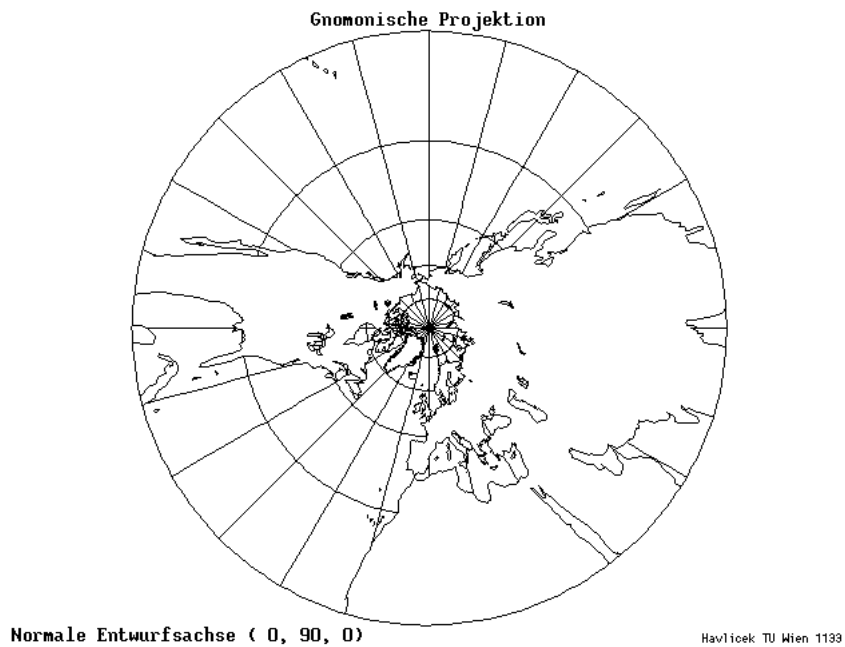 Gnomonische Projektion
Normale Entwurfsachse ( 0, 90, 0)
Havlicek TU Wien 1133